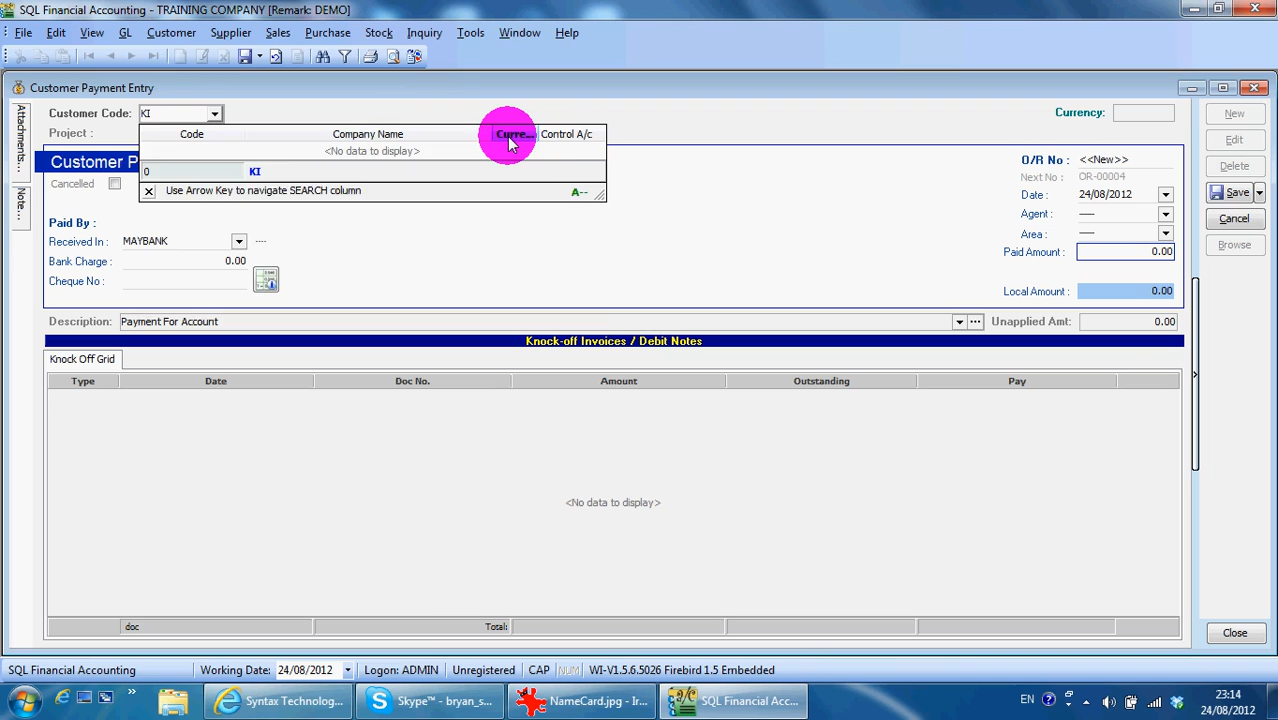 SQL Financial Accounting - TRAINING COMPANY [Remark: DEMO]
File Edit View GL Customer Supplier Sales Purchase Stock Inquiry Tools Window Help
Customer Payment Entry
Attachments...
Note...
Customer Code: KI
Currency:
Project :
Code Company Name Curre... Control A/c
<No data to display>
0 KI
Use Arrow Key to navigate SEARCH column A--
Customer P
Cancelled
O/R No : <<New>>
Next No : OR-00004
Date : 24/08/2012
Agent : ----
Area : ----
Paid Amount : 0.00
Local Amount : 0.00
Paid By :
Received In : MAYBANK ----
Bank Charge : 0.00
Cheque No :
Description: Payment For Account
Unapplied Amt: 0.00
Knock-off Invoices / Debit Notes
Knock Off Grid
Type Date Doc No. Amount Outstanding Pay
<No data to display>
doc Total:
New
Edit
Delete
Save
Cancel
Browse
Close
SQL Financial Accounting Working Date: 24/08/2012 Logon: ADMIN Unregistered CAP NUM WI-V1.5.6.5026 Firebird 1.5 Embedded
Syntax Technolog... Skype™ - bryan_s... NameCard.jpg - Ir... SQL Financial Acc...
EN 23:14
24/08/2012